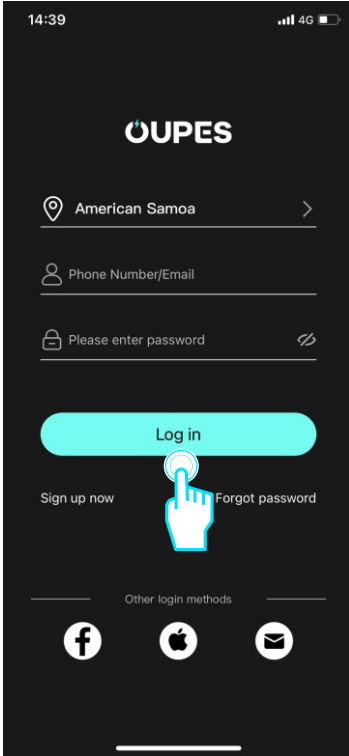 14:39
4G
OUPES
American Samoa
Phone Number/Email
Please enter password
Log in
Sign up now
Forgot password
Other login methods